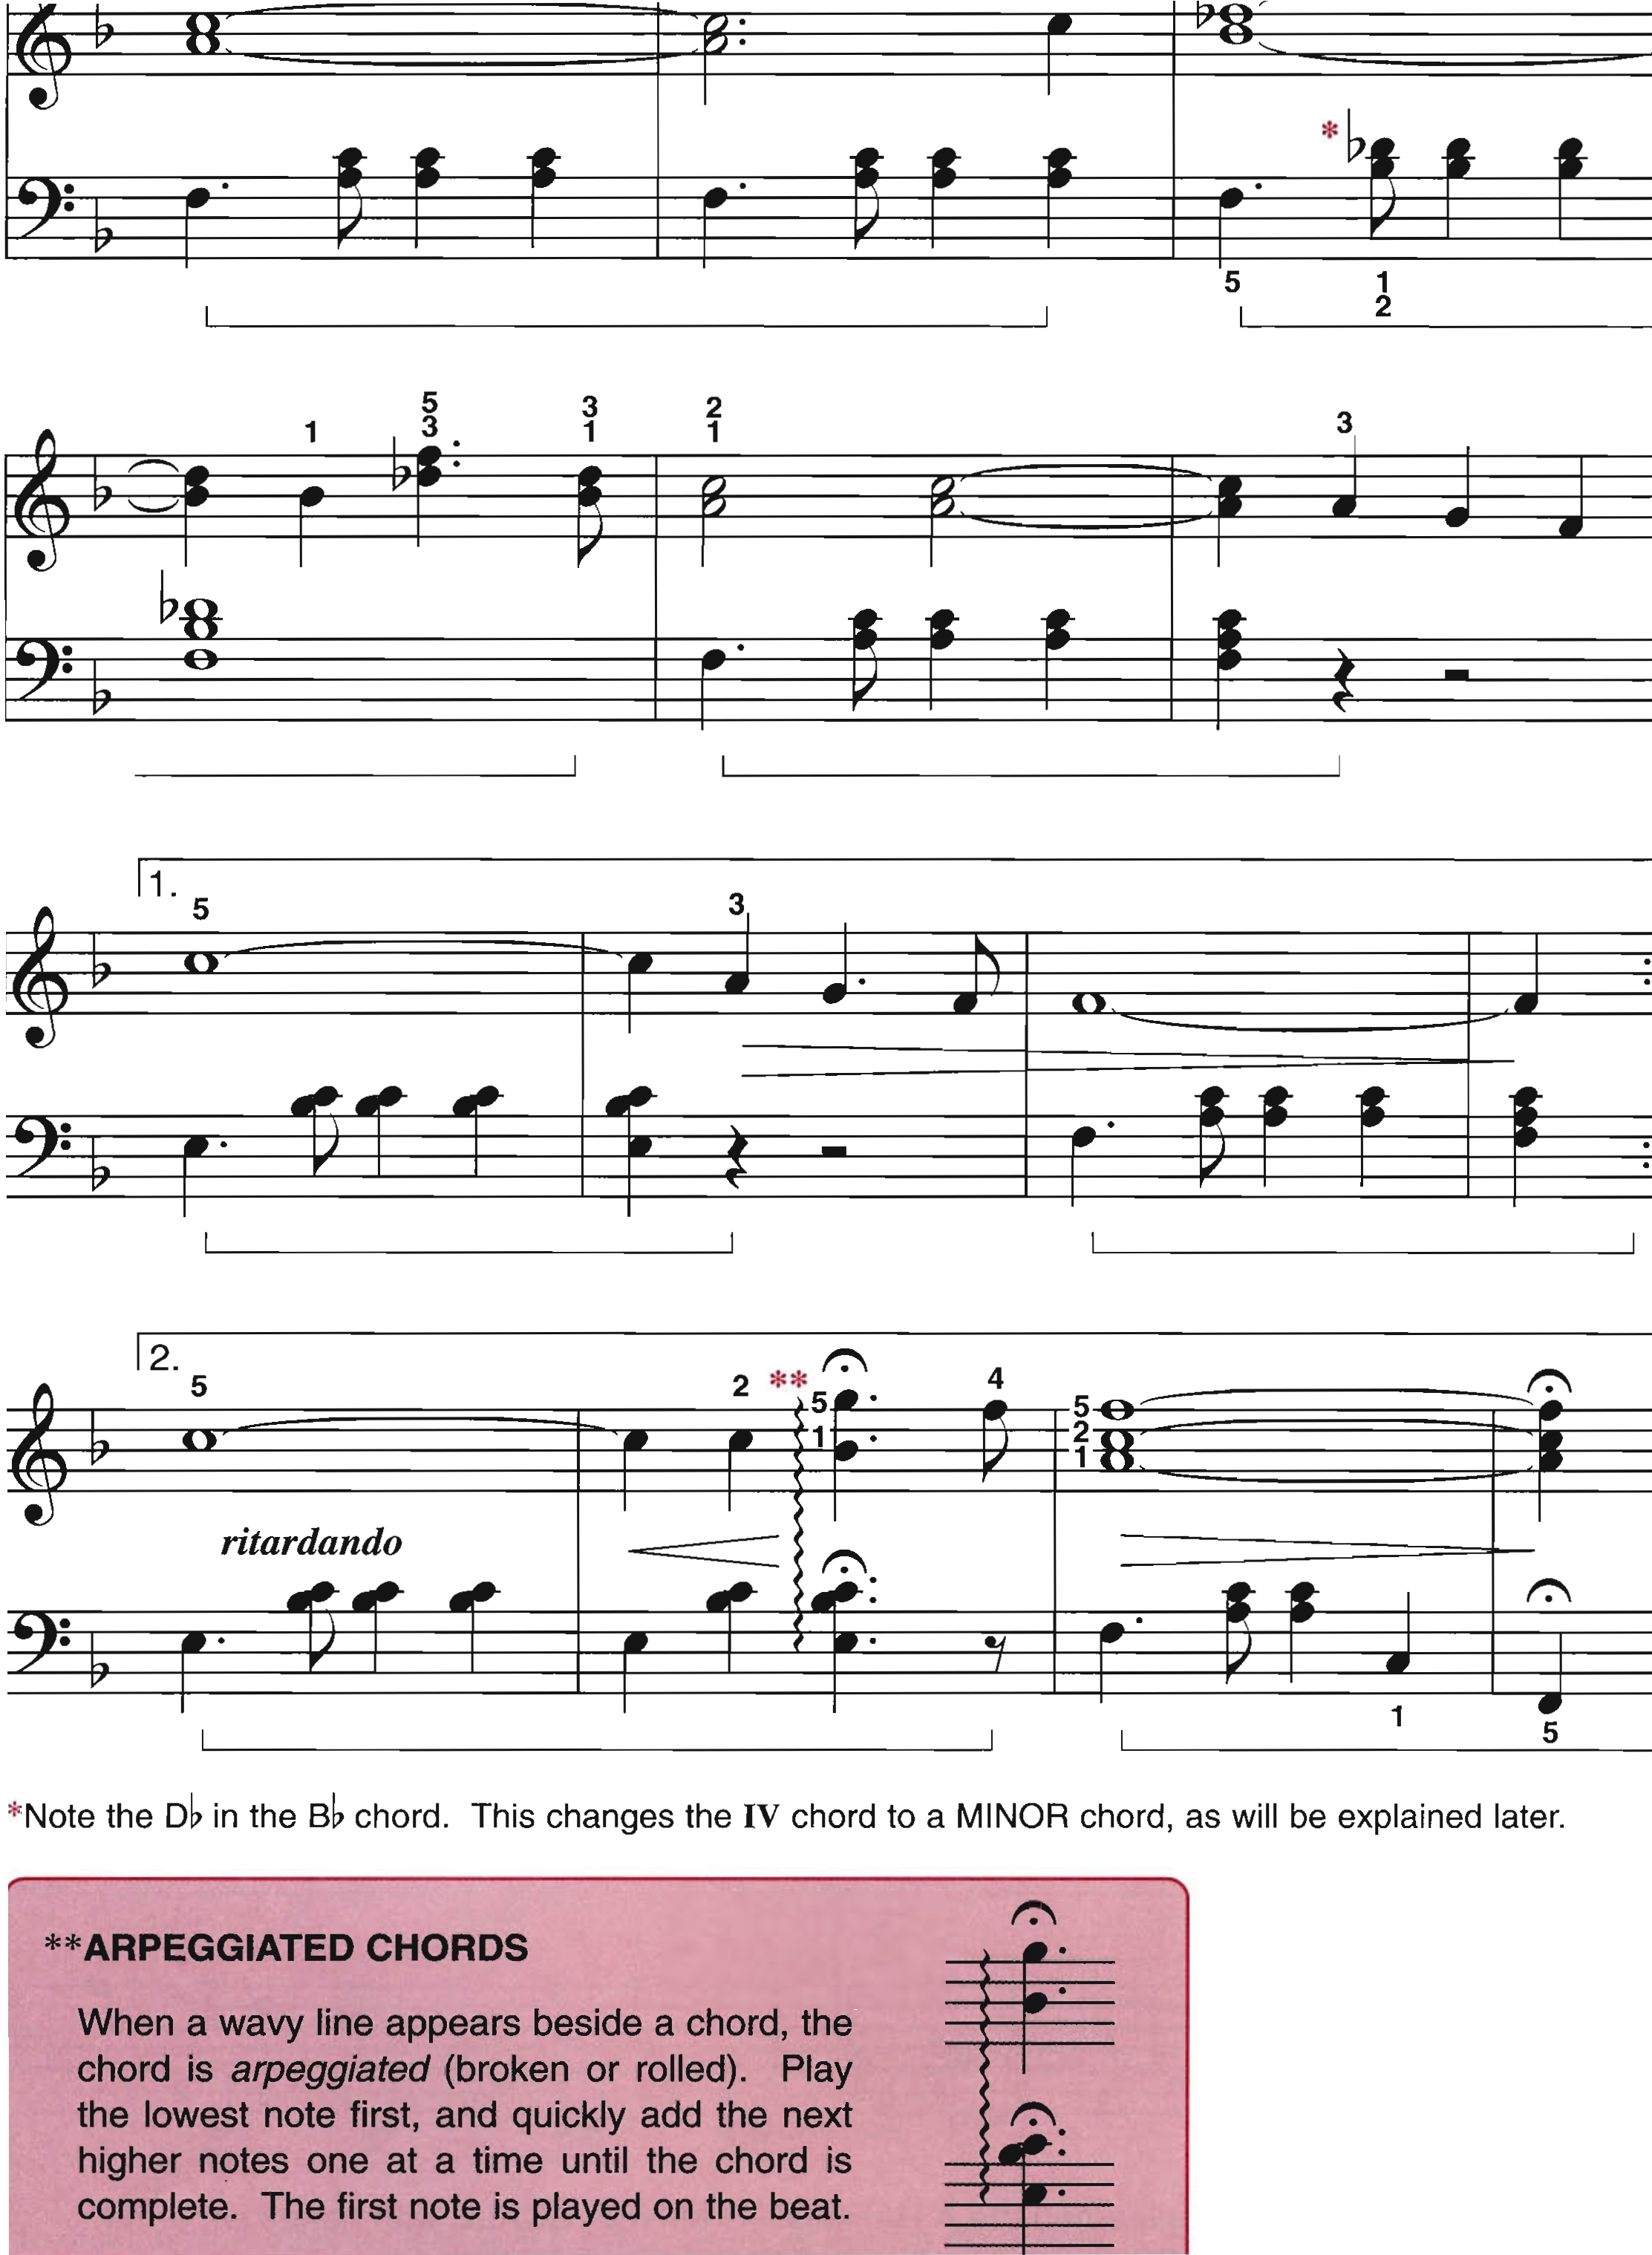 *
5 1
2
5 3 2
1 3 1 1 3
1.
5 3
2.
5 2 ** 5 4 5
1 2
1
ritardando
1 5
*Note the D♭ in the B♭ chord. This changes the IV chord to a MINOR chord, as will be explained later.
**ARPEGGIATED CHORDS
When a wavy line appears beside a chord, the
chord is arpeggiated (broken or rolled). Play
the lowest note first, and quickly add the next
higher notes one at a time until the chord is
complete. The first note is played on the beat.